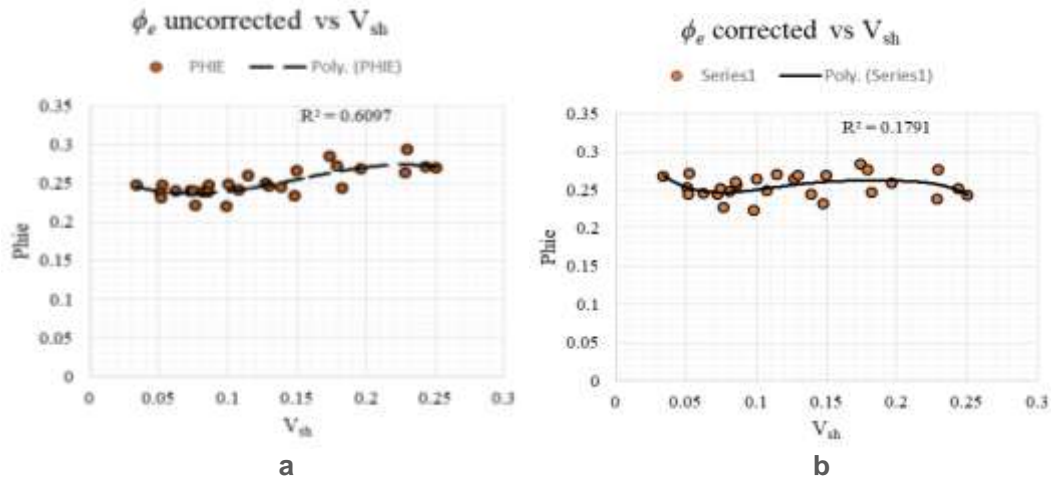 ϕe uncorrected vs Vsh
PHIE
Poly. (PHIE)
R² = 0.6097
0.35
0.3
0.25
0.2
0.15
0.1
0.05
0
Phie
0 0.05 0.1 0.15 0.2 0.25 0.3
Vsh
a
ϕe corrected vs Vsh
Series1
Poly. (Series1)
R² = 0.1791
0.35
0.3
0.25
0.2
0.15
0.1
0.05
0
Phie
0 0.05 0.1 0.15 0.2 0.25 0.3
Vsh
b